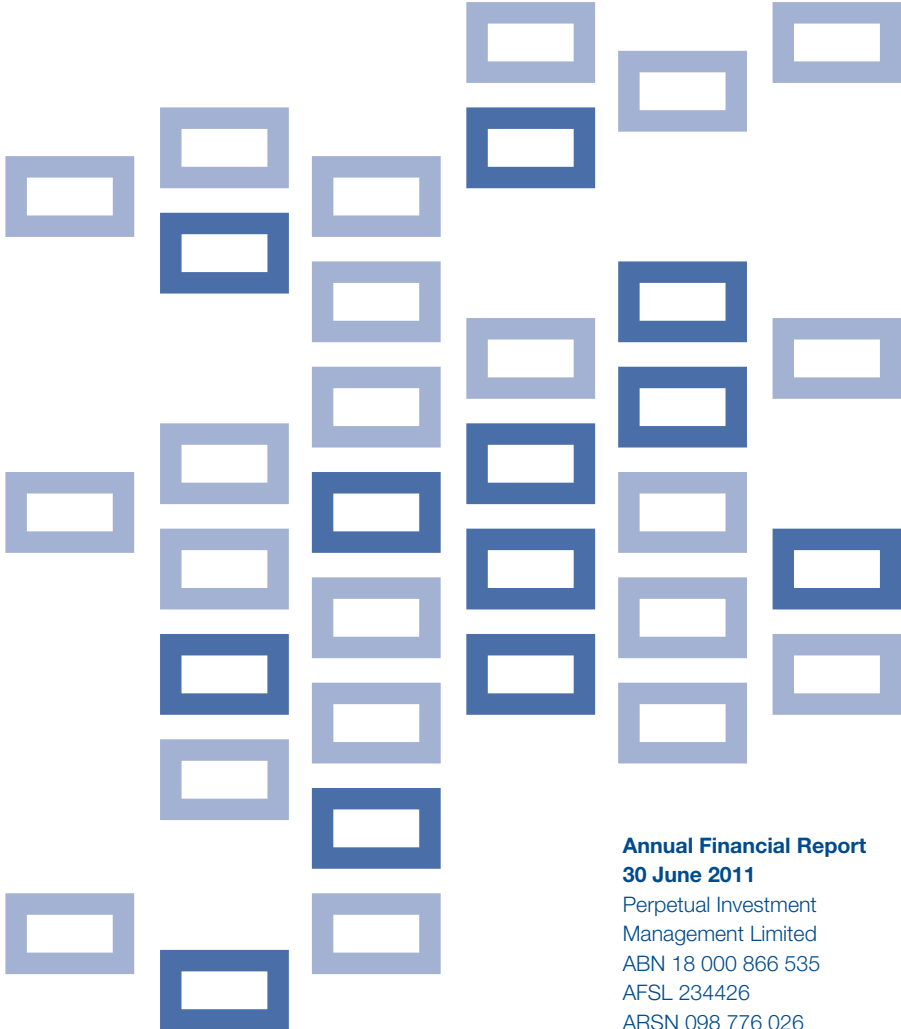 Annual Financial Report
30 June 2011
Perpetual Investment
Management Limited
ABN 18 000 866 535
AFSL 234426
ARSN 098 776 026